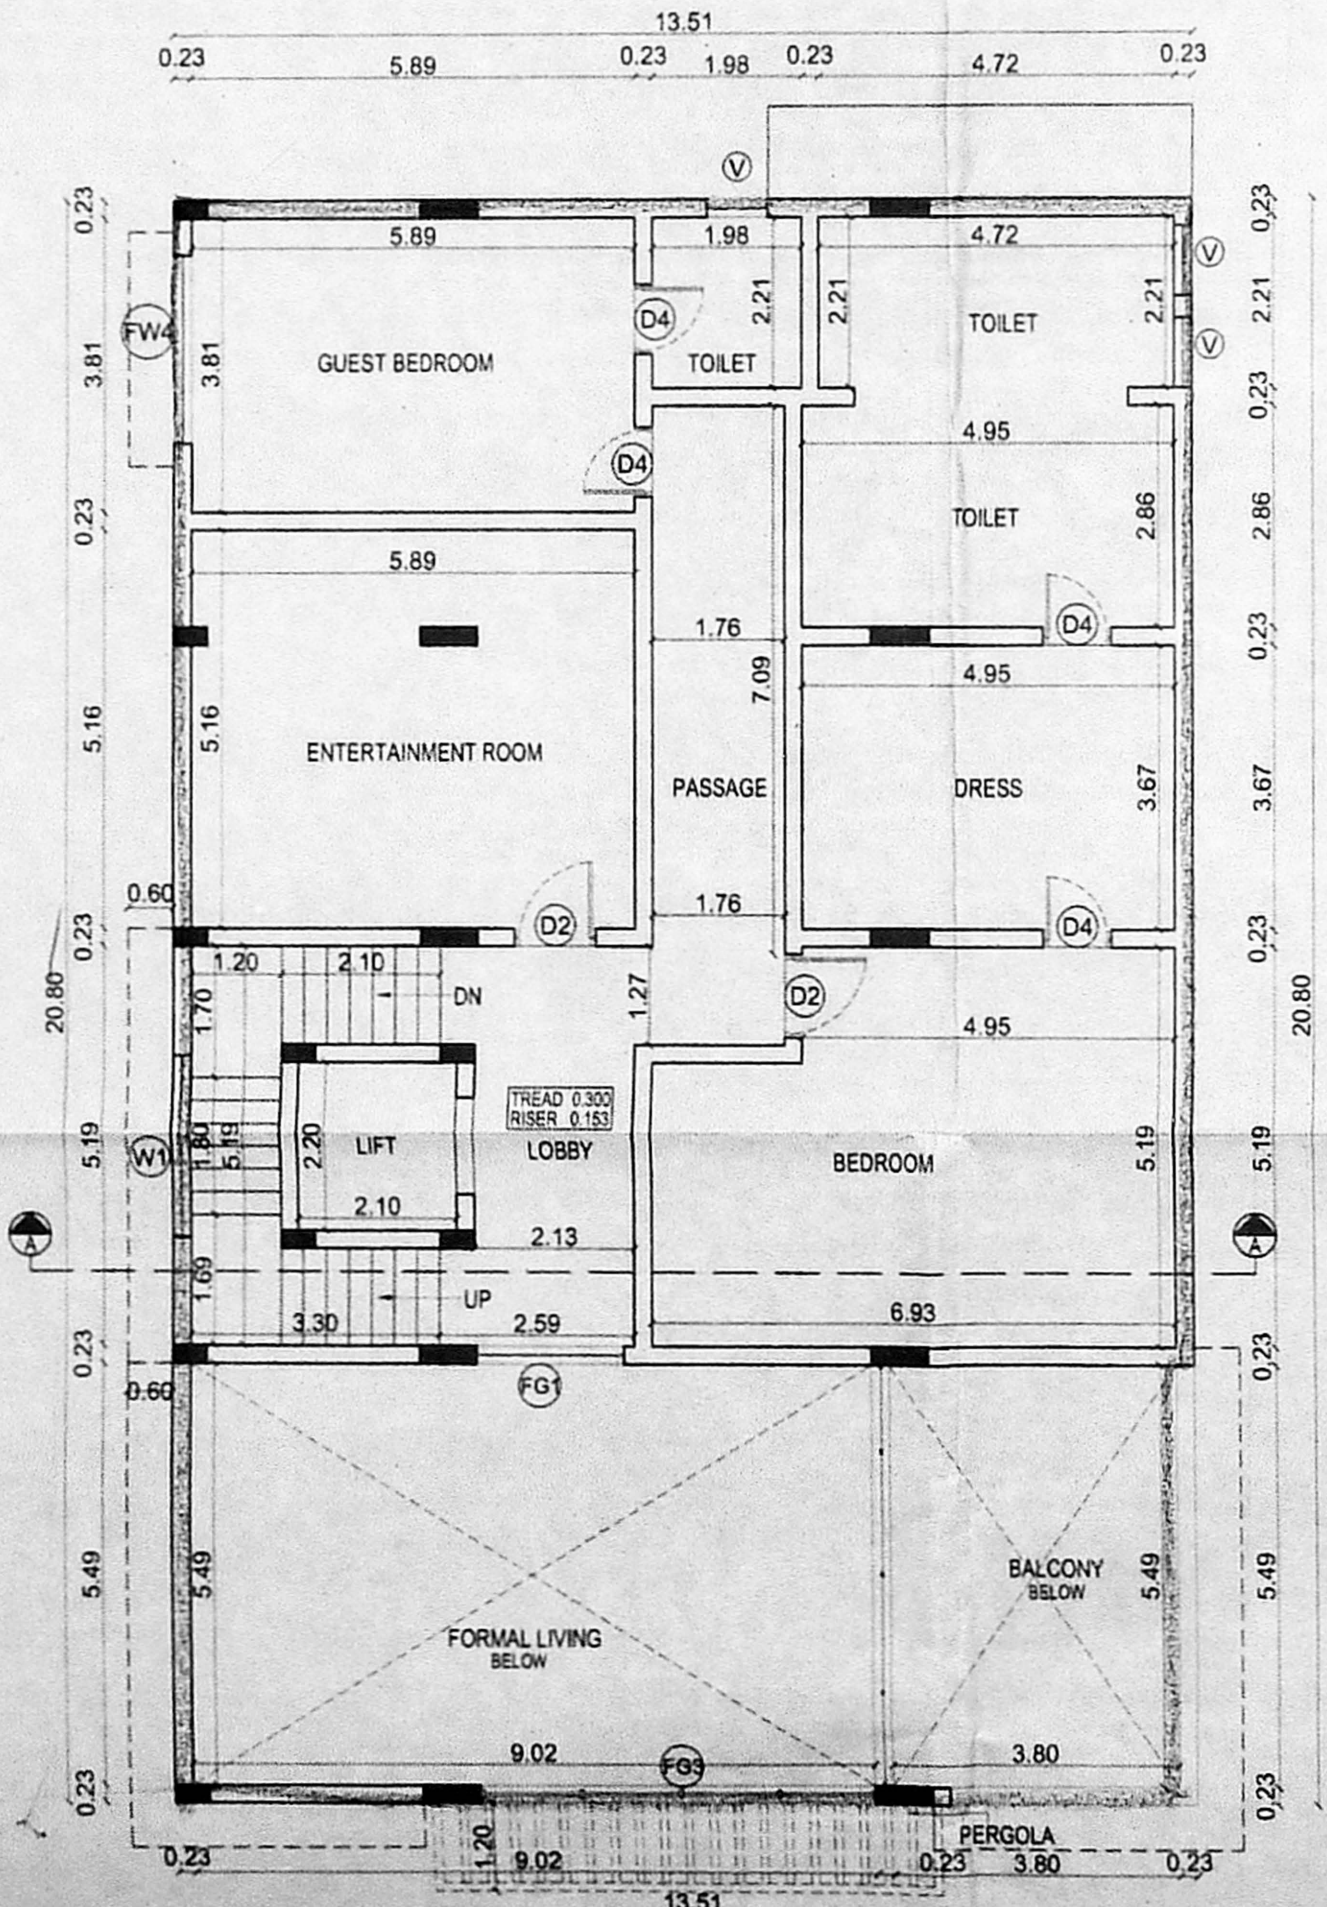 13.51
0.23 5.89 0.23 1.98 0.23 4.72 0.23
V
0.23 5.89 1.98 4.72 0.23
V
FW4 3.81 3.81 GUEST BEDROOM D4 TOILET 2.21 2.21 TOILET 2.21 2.21
V
0.23
D4 4.95
0.23 TOILET 2.86 2.86
5.89
1.76 D4 0.23
7.09 4.95
5.16 5.16 ENTERTAINMENT ROOM
PASSAGE DRESS 3.67 3.67
0.60 1.76
0.23 D2 D4 0.23
1.20 2.10
20.80 1.70 DN 1.27 D2 4.95 20.80
TREAD 0.300
RISER 0.153
5.19 W1 1.80 5.19 2.20 LIFT LOBBY BEDROOM 5.19 5.19
2.10
A 2.13 A
1.69 UP
3.30 2.59 6.93
0.23 0.23
0.60 FG1
5.49 5.49 BALCONY 5.49 5.49
BELOW
FORMAL LIVING
BELOW
9.02 FG3 3.80
0.23 0.23
PERGOLA
0.23 1.20 9.02 0.23 3.80 0.23
13.51